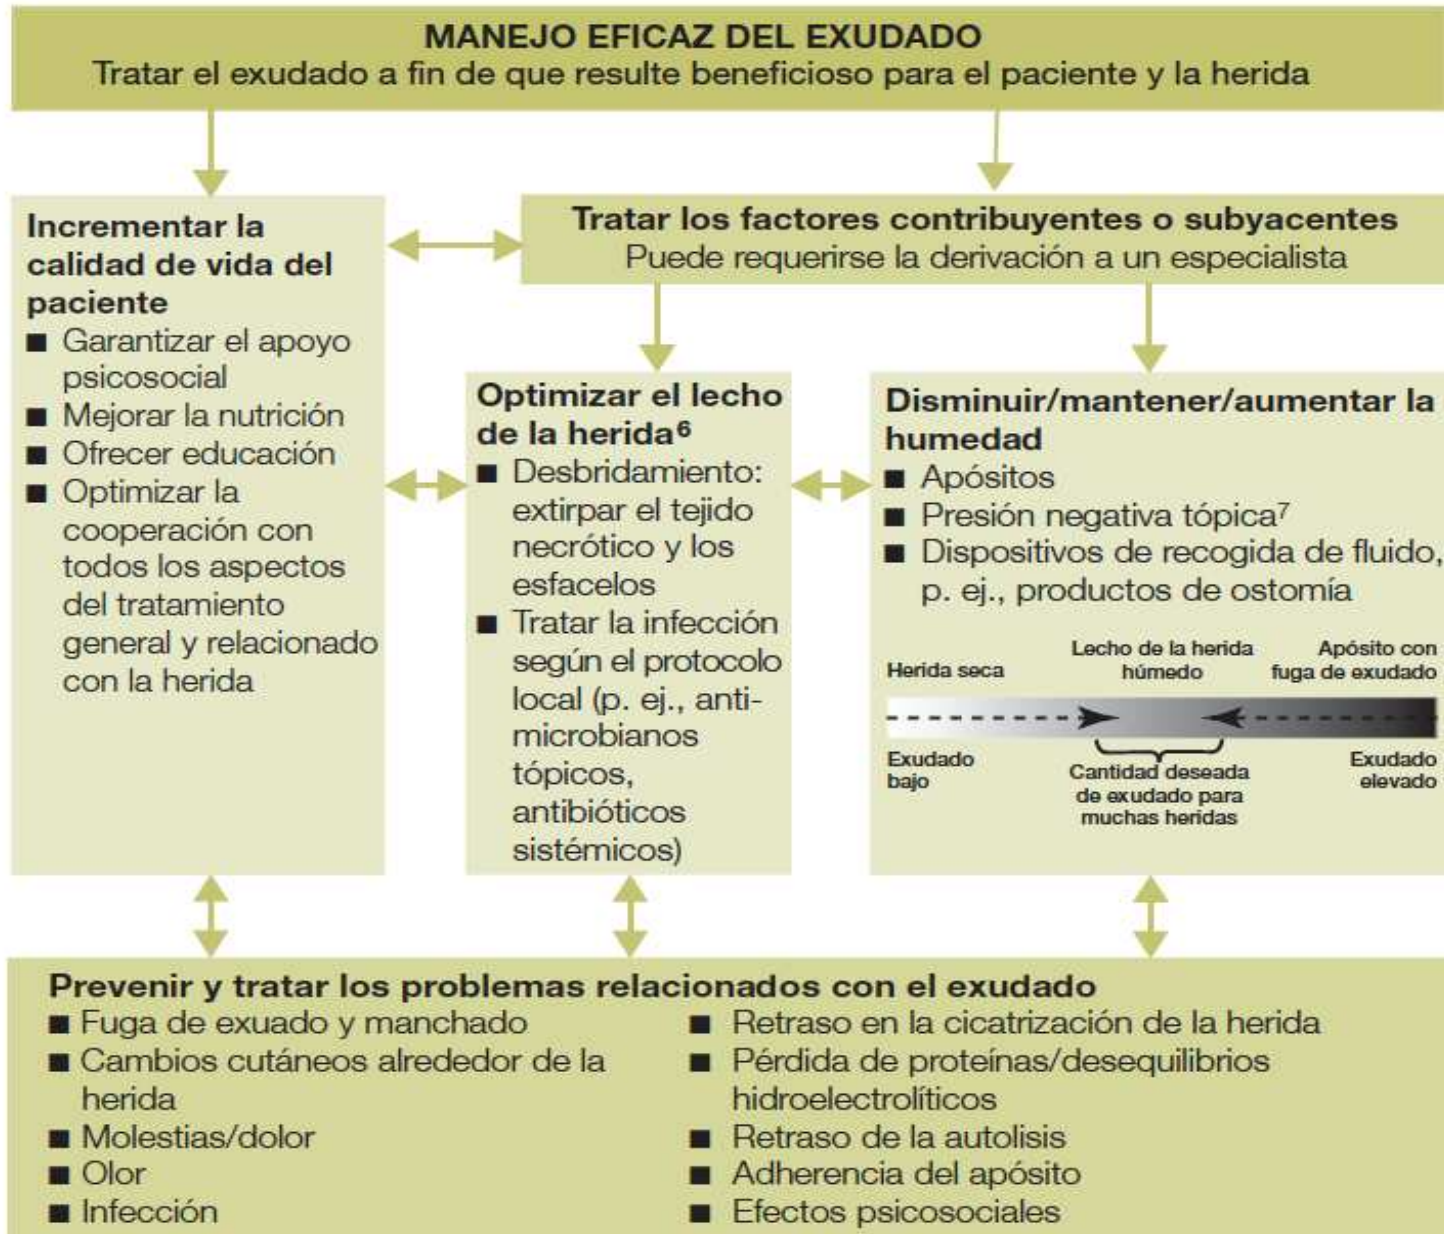 MANEJO EFICAZ DEL EXUDADO
Tratar el exudado a fin de que resulte beneficioso para el paciente y la herida
Incrementar la
calidad de vida del
paciente
■ Garantizar el apoyo
psicosocial
■ Mejorar la nutrición
■ Ofrecer educación
■ Optimizar la
cooperación con
todos los aspectos
del tratamiento
general y relacionado
con la herida
Tratar los factores contribuyentes o subyacentes
Puede requerirse la derivación a un especialista
Optimizar el lecho
de la herida⁶
■ Desbridamiento:
extirpar el tejido
necrótico y los
esfacelos
■ Tratar la infección
según el protocolo
local (p. ej., anti-
microbianos
tópicos,
antibióticos
sistémicos)
Disminuir/mantener/aumentar la
humedad
■ Apósitos
■ Presión negativa tópica⁷
■ Dispositivos de recogida de fluido,
p. ej., productos de ostomía
Herida seca
Lecho de la herida
húmedo
Apósito con
fuga de exudado
Exudado
bajo
Cantidad deseada
de exudado para
muchas heridas
Exudado
elevado
Prevenir y tratar los problemas relacionados con el exudado
■ Fuga de exuado y manchado
■ Cambios cutáneos alrededor de la
herida
■ Molestias/dolor
■ Olor
■ Infección
■ Retraso en la cicatrización de la herida
■ Pérdida de proteínas/desequilibrios
hidroelectrolíticos
■ Retraso de la autolisis
■ Adherencia del apósito
■ Efectos psicosociales